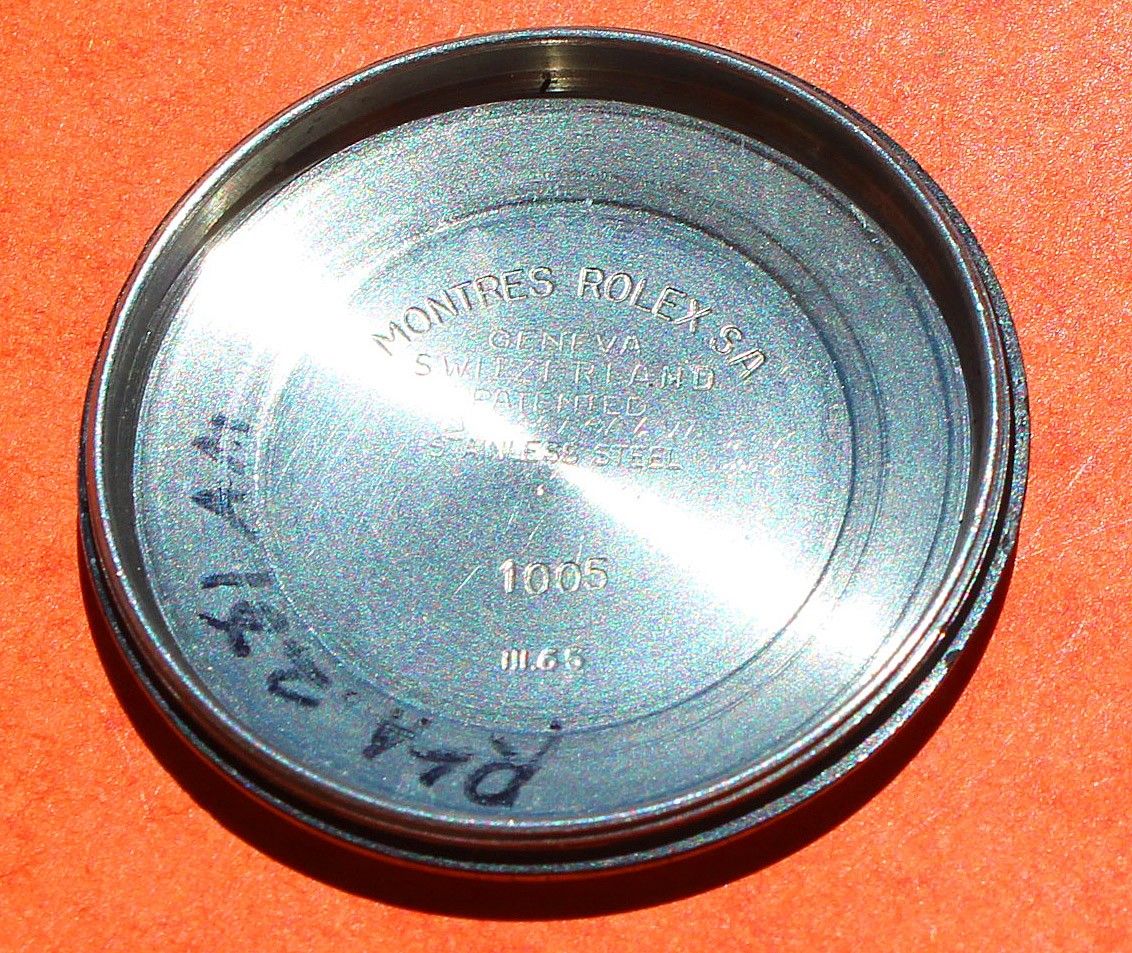 MONTRES ROLEX SA
GENEVA
SWITZERLAND
PATENTED
STAINLESS STEEL
1005
III.65